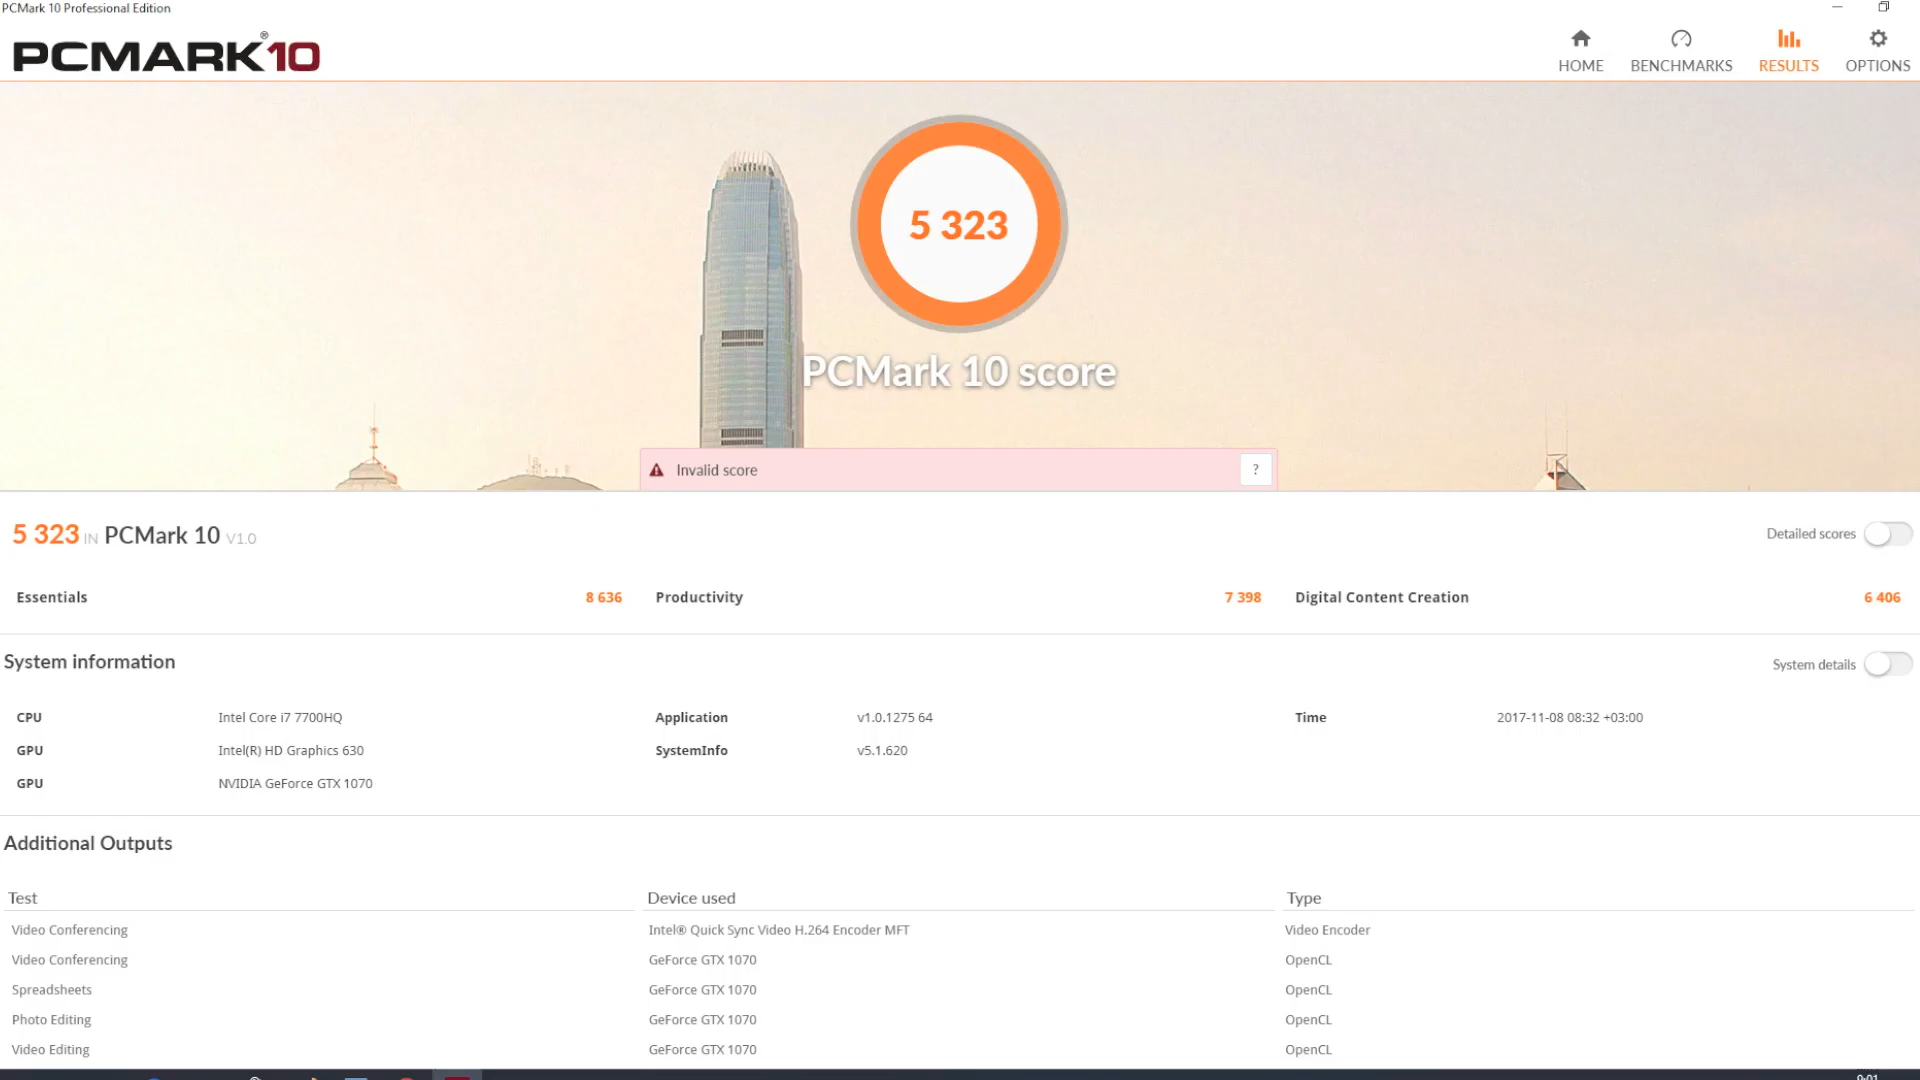 PCMark 10 Professional Edition
PCMARK®10
HOME BENCHMARKS RESULTS OPTIONS
5 323
PCMark 10 score
Invalid score ?
5 323 IN PCMark 10 V1.0 Detailed scores
Essentials 8 636 Productivity 7 398 Digital Content Creation 6 406
System information System details
CPU Intel Core i7 7700HQ Application v1.0.1275 64 Time 2017-11-08 08:32 +03:00
GPU Intel(R) HD Graphics 630 SystemInfo v5.1.620
GPU NVIDIA GeForce GTX 1070
Additional Outputs
Test Device used Type
Video Conferencing Intel® Quick Sync Video H.264 Encoder MFT Video Encoder
Video Conferencing GeForce GTX 1070 OpenCL
Spreadsheets GeForce GTX 1070 OpenCL
Photo Editing GeForce GTX 1070 OpenCL
Video Editing GeForce GTX 1070 OpenCL